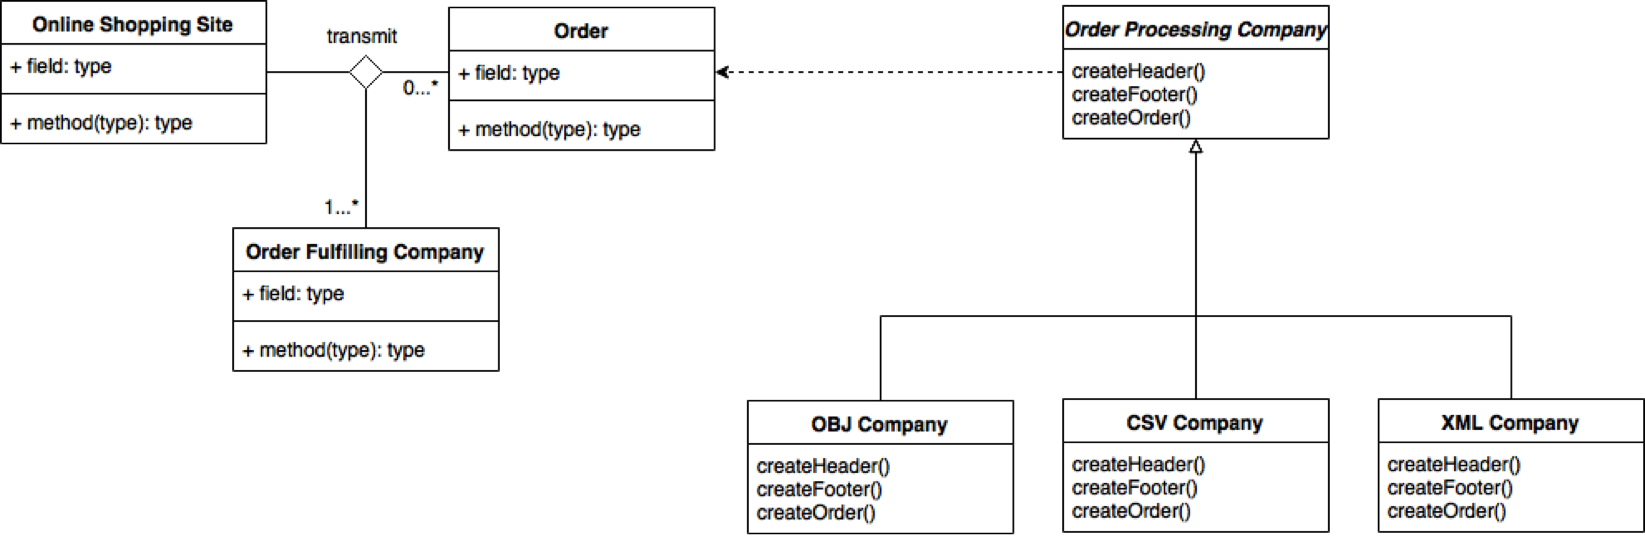 Online Shopping Site
+ field: type
+ method(type): type
transmit
0...*
1...*
Order
+ field: type
+ method(type): type
Order Processing Company
createHeader()
createFooter()
createOrder()
Order Fulfilling Company
+ field: type
+ method(type): type
OBJ Company
createHeader()
createFooter()
createOrder()
CSV Company
createHeader()
createFooter()
createOrder()
XML Company
createHeader()
createFooter()
createOrder()